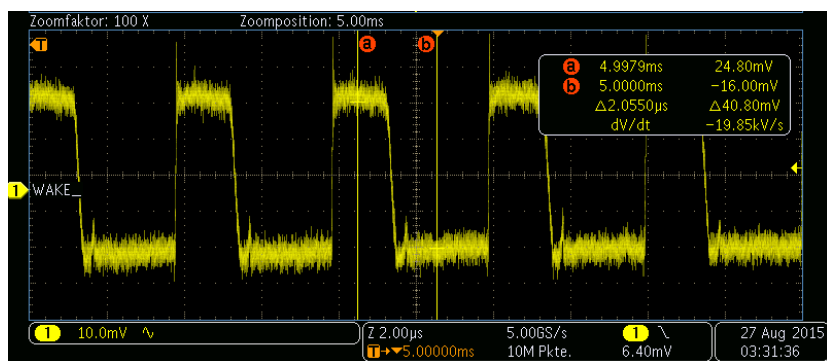 Zoomfaktor: 100 X Zoomposition: 5.00ms
T
a b
a 4.9979ms 24.80mV
b 5.0000ms -16.00mV
Δ2.0550μs Δ40.80mV
dV/dt -19.85kV/s
1 WAKE_
1 10.0mV Z 2.00μs 5.00GS/s 1 27 Aug 2015
T→▼5.00000ms 10M Pkte. 6.40mV 03:31:36